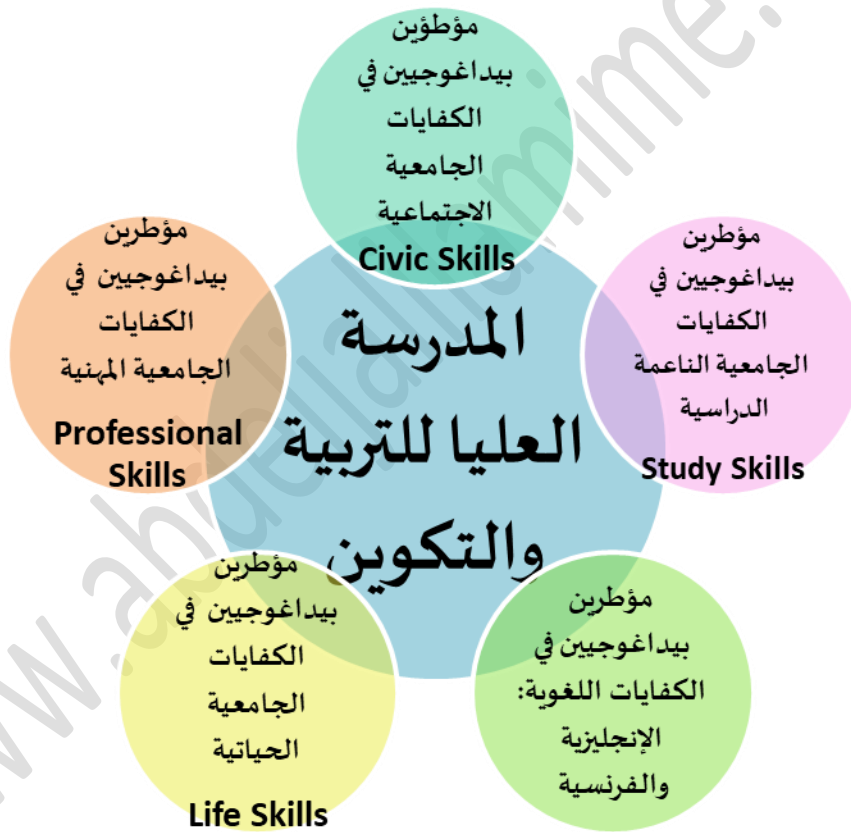 مؤطؤين
بيداغوجيين في
الكفايات
الجامعية
الاجتماعية
Civic Skills
مؤطرين
بيداغوجيين في
الكفايات
الجامعية الناعمة
الدراسية
Study Skills
مؤطرين
بيداغوجيين في
الكفايات اللغوية:
الإنجليزية
والفرنسية
مؤطرين
بيداغوجيين في
الكفايات
الجامعية
الحياتية
Life Skills
مؤطرين
بيداغوجيين في
الكفايات
الجامعية المهنية
Professional
Skills
المدرسة
العليا للتربية
والتكوين